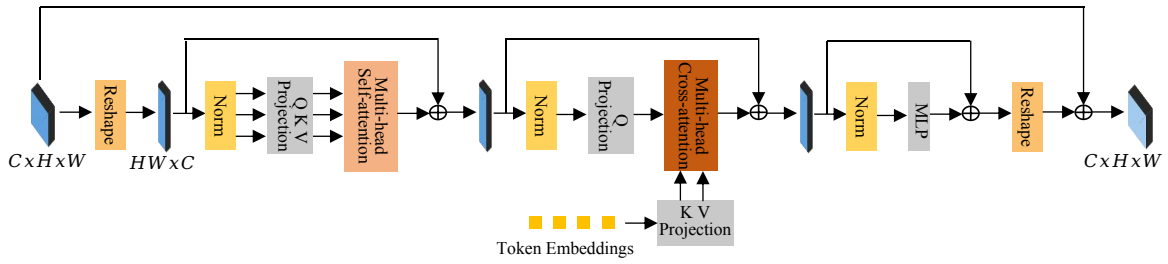 C x H x W
Reshape
HW x C
Norm
Q K V
Projection
Multi-head
Self-attention
Norm
Q
Projection
Multi-head
Cross-attention
Token Embeddings
K V
Projection
Norm
MLP
Reshape
C x H x W